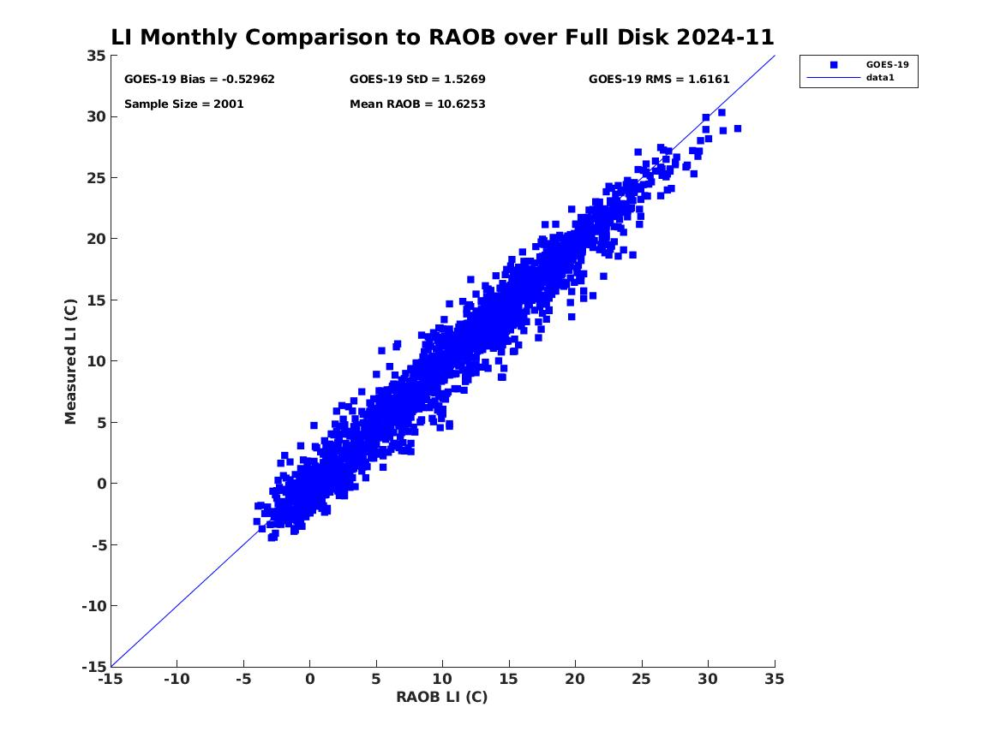 LI Monthly Comparison to RAOB over Full Disk 2024-11
GOES-19 Bias = -0.52962
GOES-19 StD = 1.5269
GOES-19 RMS = 1.6161
Sample Size = 2001
Mean RAOB = 10.6253
GOES-19
data1
35
30
25
20
15
10
5
0
-5
-10
-15
Measured LI (C)
-15 -10 -5 0 5 10 15 20 25 30 35
RAOB LI (C)